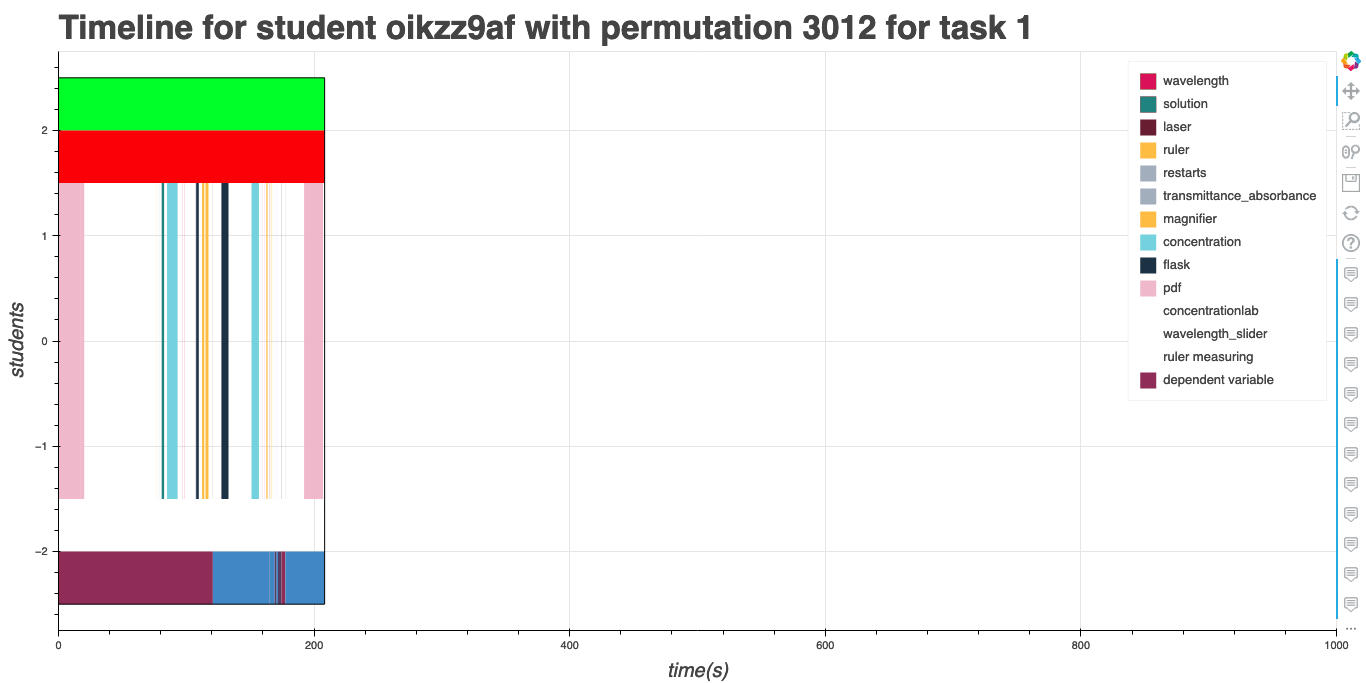 Timeline for student oikzz9af with permutation 3012 for task 1
wavelength
solution
laser
ruler
restarts
transmittance_absorbance
magnifier
concentration
flask
pdf
concentrationlab
wavelength_slider
ruler measuring
dependent variable
students
2
1
0
−1
−2
0
200
400
600
800
1000
time(s)